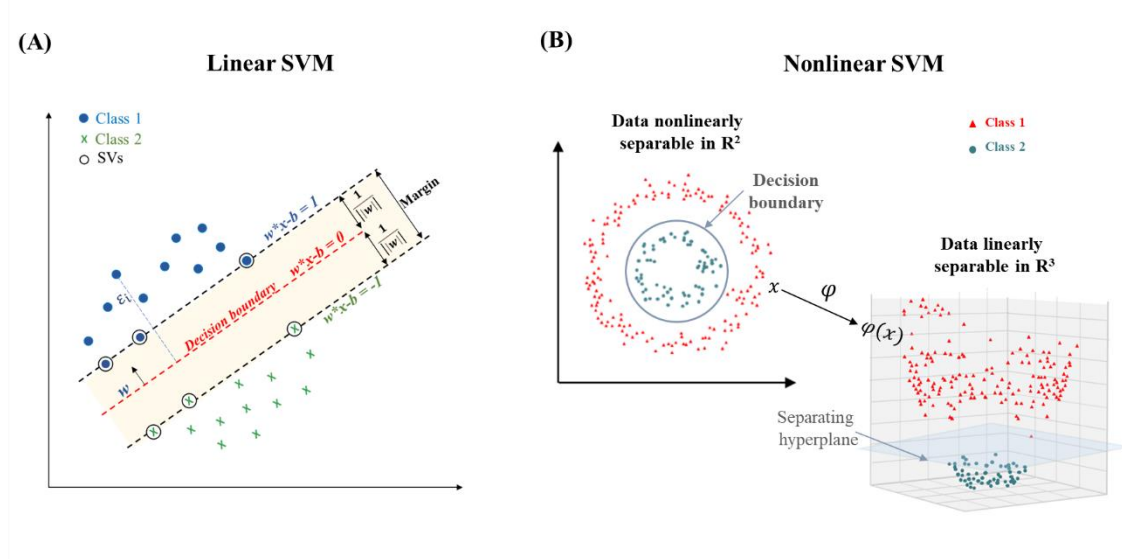 (A)
Linear SVM
Class 1
x Class 2
SVs
w*x-b = 1
w*x-b = 0
w*x-b = -1
Decision boundary
Margin
1
||w||
1
||w||
εi
w
(B)
Nonlinear SVM
Data nonlinearly
separable in R²
Class 1
Class 2
Decision
boundary
x
φ
φ(x)
Data linearly
separable in R³
Separating
hyperplane